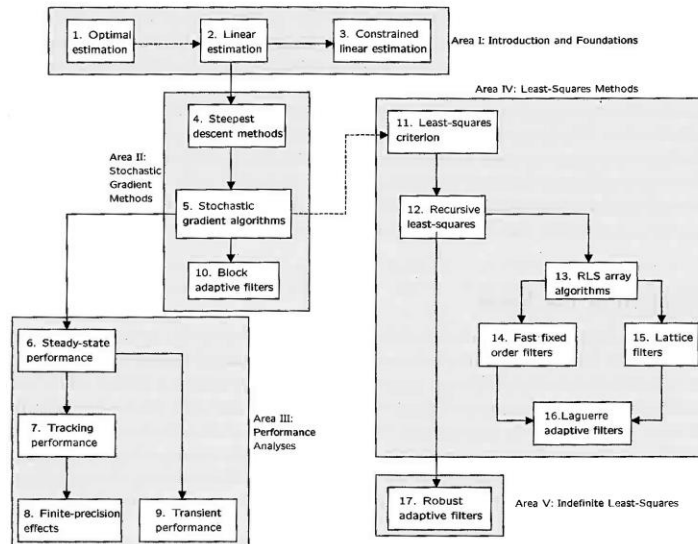 1. Optimal
estimation
2. Linear
estimation
3. Constrained
linear estimation
Area I: Introduction and Foundations
Area IV: Least-Squares Methods
4. Steepest
descent methods
11. Least-squares
criterion
Area II:
Stochastic
Gradient
Methods
5. Stochastic
gradient algorithms
12. Recursive
least-squares
10. Block
adaptive filters
13. RLS array
algorithms
6. Steady-state
performance
14. Fast fixed
order filters
15. Lattice
filters
7. Tracking
performance
Area III:
Performance
Analyses
16.Laguerre
adaptive filters
8. Finite-precision
effects
9. Transient
performance
17. Robust
adaptive filters
Area V: Indefinite Least-Squares